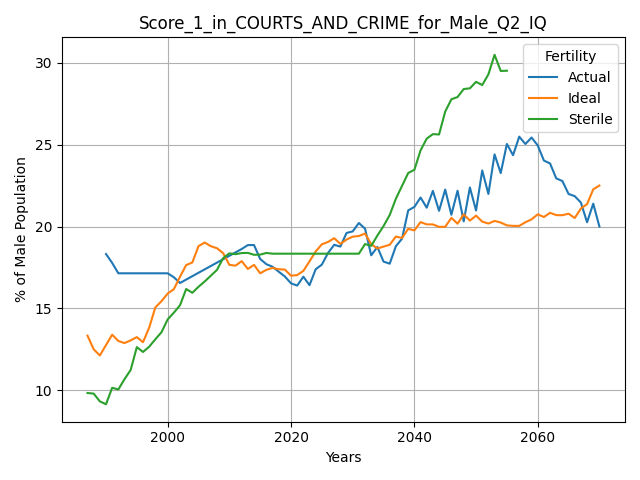 Score_1_in_COURTS_AND_CRIME_for_Male_Q2_IQ
Fertility
Actual
Ideal
Sterile
% of Male Population
30
25
20
15
10
2000 2020 2040 2060
Years